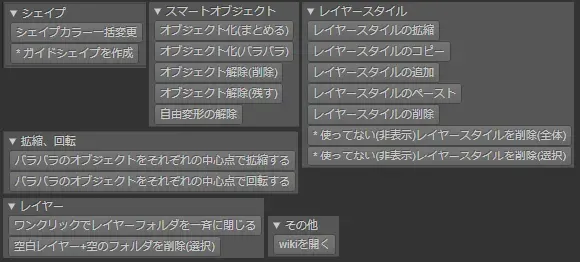 ▼ シェイプ
シェイプカラー一括変更
* ガイドシェイプを作成
▼ スマートオブジェクト
オブジェクト化(まとめる)
オブジェクト化(バラバラ)
オブジェクト解除(削除)
オブジェクト解除(残す)
自由変形の解除
▼ レイヤースタイル
レイヤースタイルの拡縮
レイヤースタイルのコピー
レイヤースタイルの追加
レイヤースタイルのペースト
レイヤースタイルの削除
* 使ってない(非表示)レイヤースタイルを削除(全体)
* 使ってない(非表示)レイヤースタイルを削除(選択)
▼ 拡縮、回転
バラバラのオブジェクトをそれぞれの中心点で拡縮する
バラバラのオブジェクトをそれぞれの中心点で回転する
▼ レイヤー
ワンクリックでレイヤーフォルダを一斉に閉じる
空白レイヤー+空のフォルダを削除(選択)
▼ その他
wikiを開く